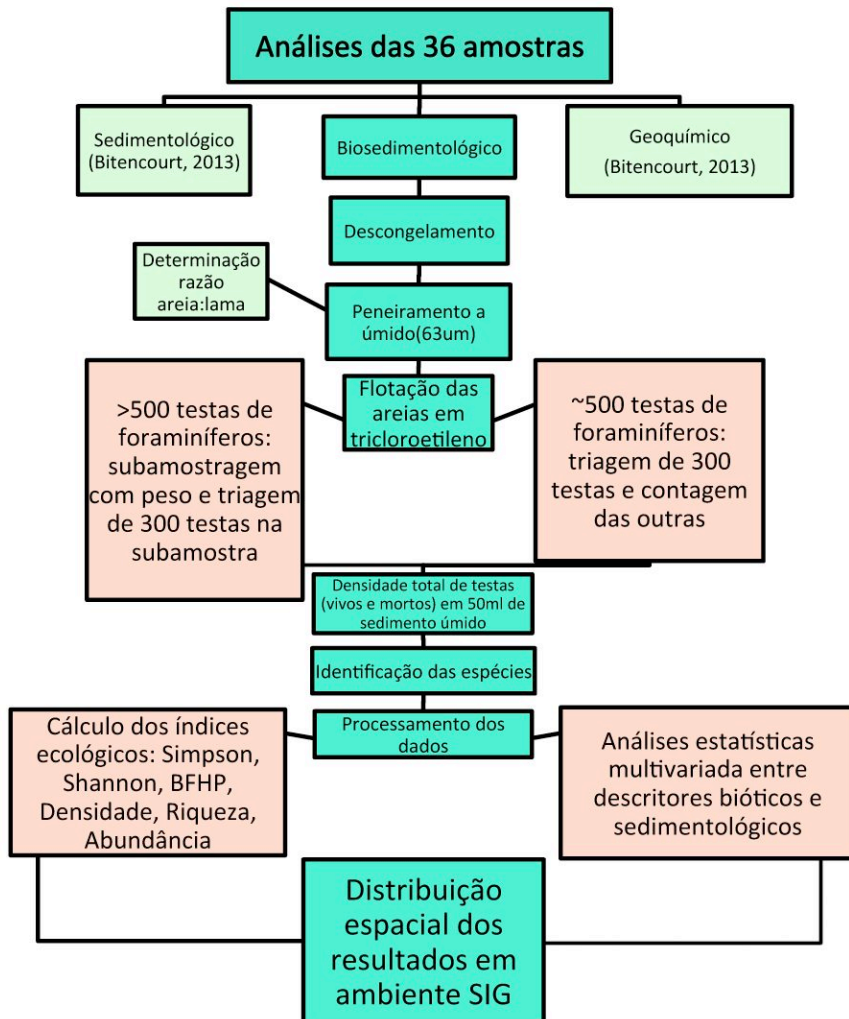 Análises das 36 amostras
Sedimentológico
(Bitencourt, 2013)
Biosedimentológico
Geoquímico
(Bitencourt, 2013)
Descongelamento
Determinação
razão
areia:lama
Peneiramento a
úmido(63um)
>500 testas de
foraminíferos:
subamostragem
com peso e triagem
de 300 testas na
subamostra
Flotação das
areias em
tricloroetileno
~500 testas de
foraminíferos:
triagem de 300
testas e contagem
das outras
Densidade total de testas
(vivos e mortos) em 50ml de
sedimento úmido
Identificação das espécies
Cálculo dos índices
ecológicos: Simpson,
Shannon, BFHP,
Densidade, Riqueza,
Abundância
Processamento dos
dados
Análises estatísticas
multivariada entre
descritores bióticos e
sedimentológicos
Distribuição
espacial dos
resultados em
ambiente SIG